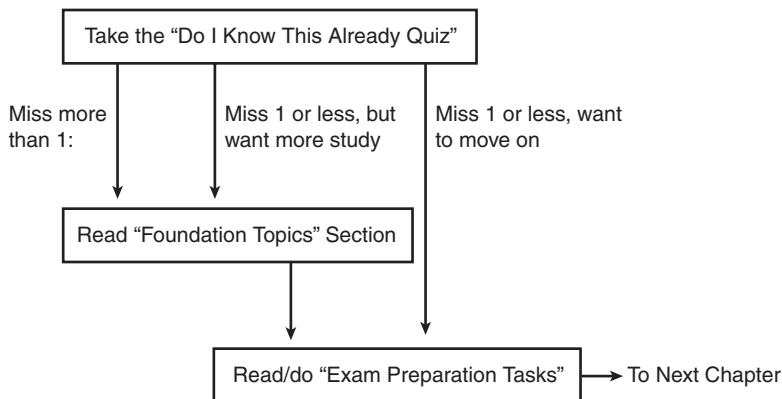 Take the “Do I Know This Already Quiz”
Miss more
than 1:
Miss 1 or less, but
want more study
Miss 1 or less, want
to move on
Read “Foundation Topics” Section
Read/do “Exam Preparation Tasks”
To Next Chapter